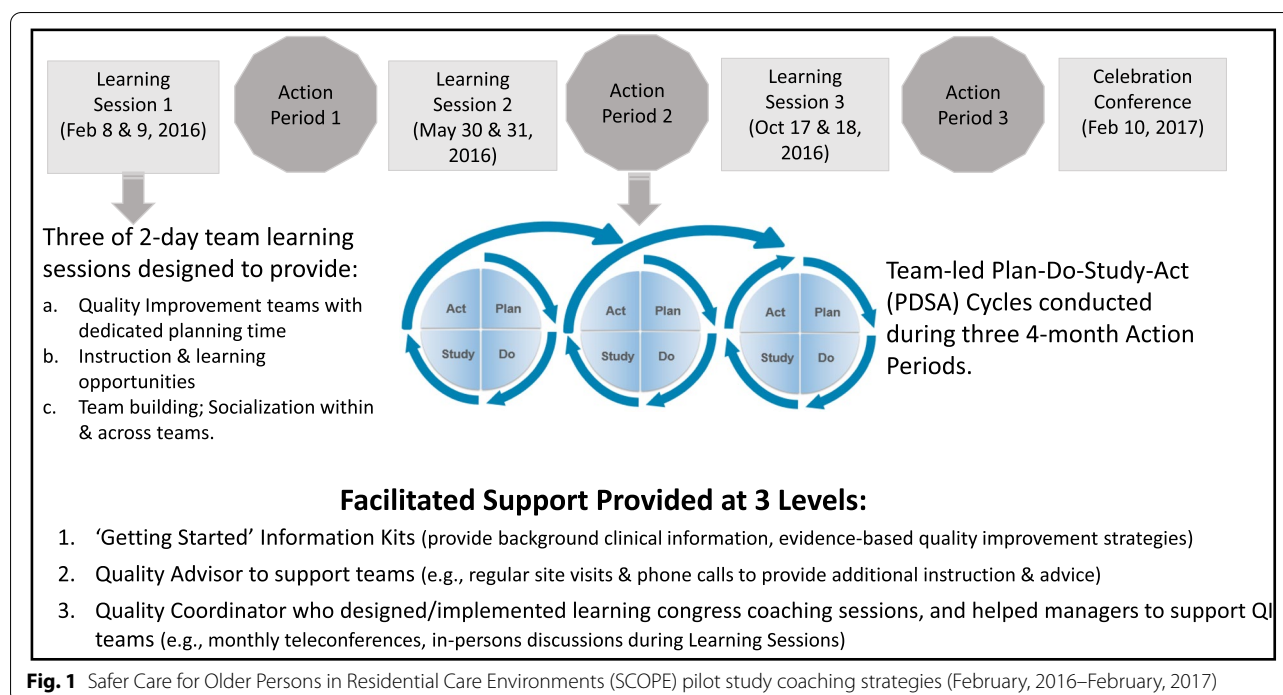 Learning
Session 1
(Feb 8 & 9, 2016)
Action
Period 1
Learning
Session 2
(May 30 & 31,
2016)
Action
Period 2
Learning
Session 3
(Oct 17 & 18,
2016)
Action
Period 3
Celebration
Conference
(Feb 10, 2017)
Three of 2-day team learning
sessions designed to provide:
a. Quality Improvement teams with
dedicated planning time
b. Instruction & learning
opportunities
c. Team building; Socialization within
& across teams.
Act Plan
Study Do
Act Plan
Study Do
Act Plan
Study Do
Team-led Plan-Do-Study-Act
(PDSA) Cycles conducted
during three 4-month Action
Periods.
Facilitated Support Provided at 3 Levels:
1. ‘Getting Started’ Information Kits (provide background clinical information, evidence-based quality improvement strategies)
2. Quality Advisor to support teams (e.g., regular site visits & phone calls to provide additional instruction & advice)
3. Quality Coordinator who designed/implemented learning congress coaching sessions, and helped managers to support QI
teams (e.g., monthly teleconferences, in-persons discussions during Learning Sessions)
Fig. 1 Safer Care for Older Persons in Residential Care Environments (SCOPE) pilot study coaching strategies (February, 2016–February, 2017)